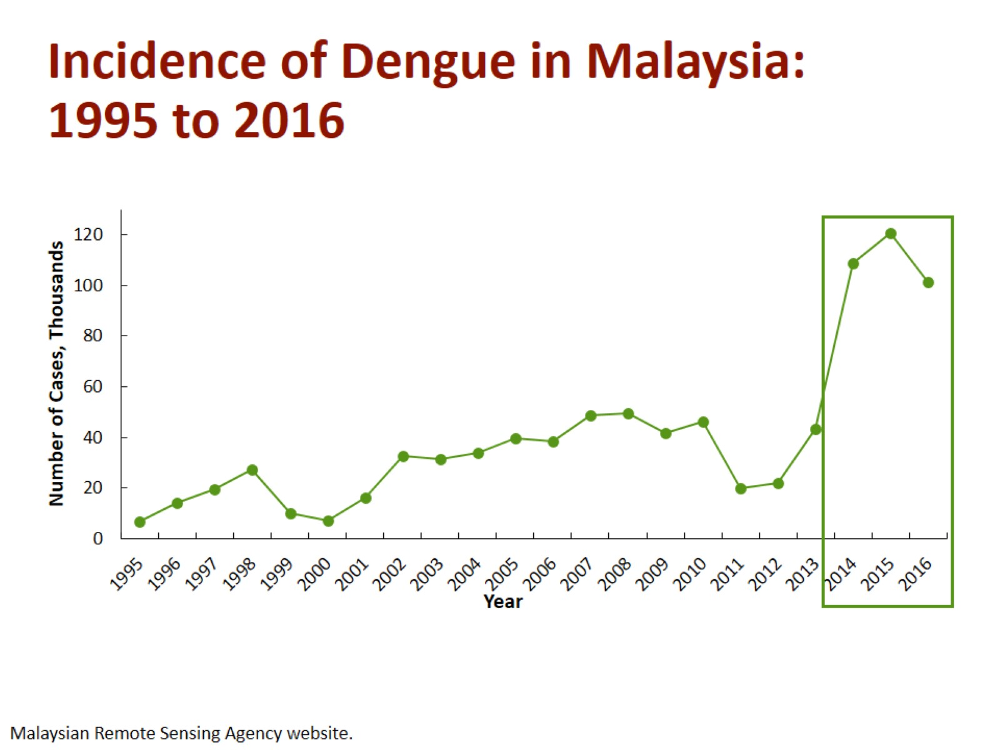 Incidence of Dengue in Malaysia:
1995 to 2016
Number of Cases, Thousands
120
100
80
60
40
20
0
1995 1996 1997 1998 1999 2000 2001 2002 2003 2004 2005 2006 2007 2008 2009 2010 2011 2012 2013 2014 2015 2016
Year
Malaysian Remote Sensing Agency website.